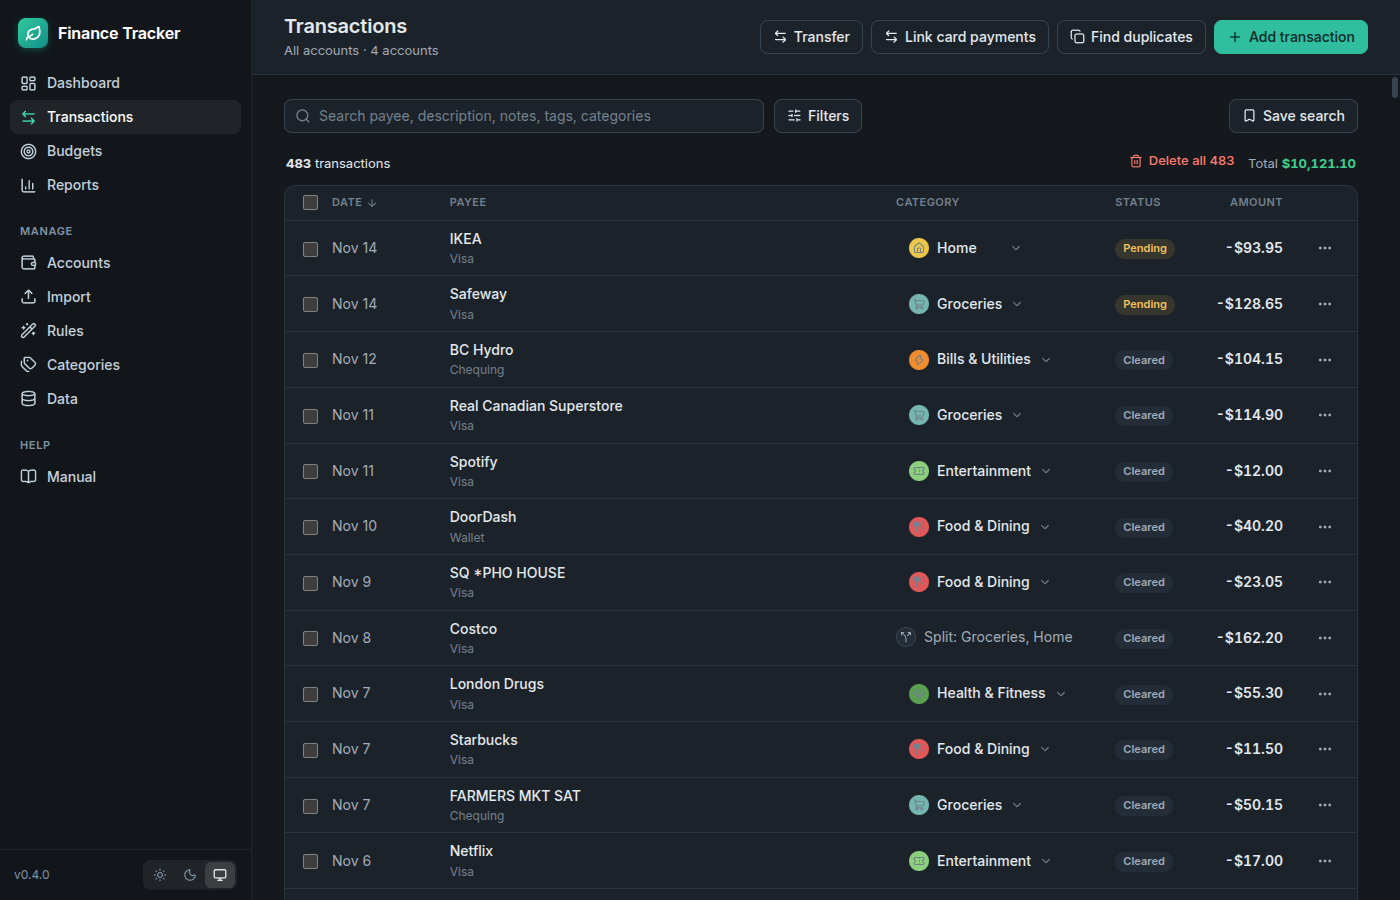 Finance Tracker
Dashboard
Transactions
Budgets
Reports
MANAGE
Accounts
Import
Rules
Categories
Data
HELP
Manual
v0.4.0
Transactions
All accounts · 4 accounts
Transfer
Link card payments
Find duplicates
Add transaction
Search payee, description, notes, tags, categories
Filters
Save search
483 transactions
Delete all 483 Total $10,121.10
DATE PAYEE CATEGORY STATUS AMOUNT
Nov 14 IKEA Home Pending -$93.95
Visa
Nov 14 Safeway Groceries Pending -$128.65
Visa
Nov 12 BC Hydro Bills & Utilities Cleared -$104.15
Chequing
Nov 11 Real Canadian Superstore Groceries Cleared -$114.90
Visa
Nov 11 Spotify Entertainment Cleared -$12.00
Visa
Nov 10 DoorDash Food & Dining Cleared -$40.20
Wallet
Nov 9 SQ *PHO HOUSE Food & Dining Cleared -$23.05
Visa
Nov 8 Costco Split: Groceries, Home Cleared -$162.20
Visa
Nov 7 London Drugs Health & Fitness Cleared -$55.30
Visa
Nov 7 Starbucks Food & Dining Cleared -$11.50
Visa
Nov 7 FARMERS MKT SAT Groceries Cleared -$50.15
Chequing
Nov 6 Netflix Entertainment Cleared -$17.00
Visa